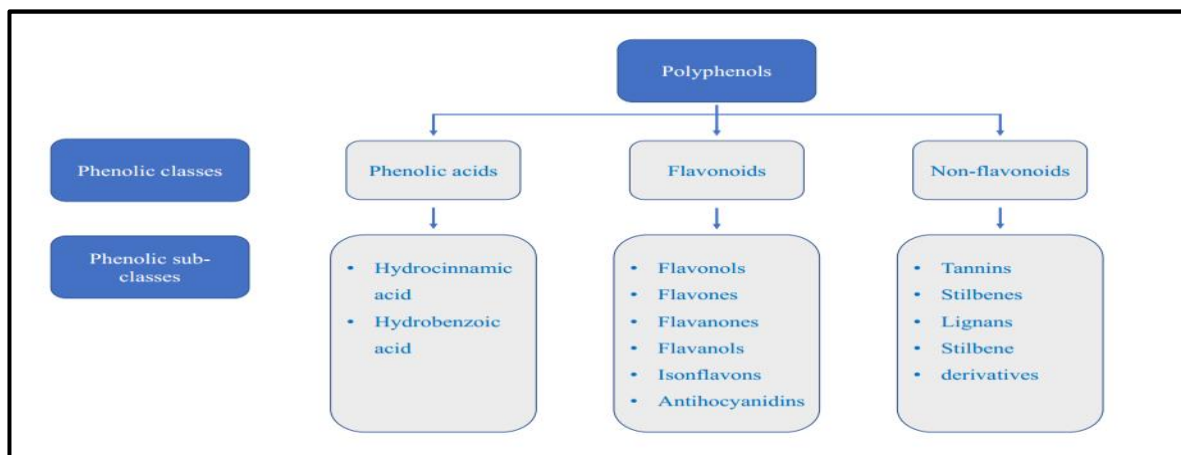 Polyphenols
Phenolic classes
Phenolic acids
Flavonoids
Non-flavonoids
Phenolic sub-
classes
• Hydrocinnamic
acid
• Hydrobenzoic
acid
• Flavonols
• Flavones
• Flavanones
• Flavanols
• Isonflavons
• Antihocyanidins
• Tannins
• Stilbenes
• Lignans
• Stilbene
• derivatives